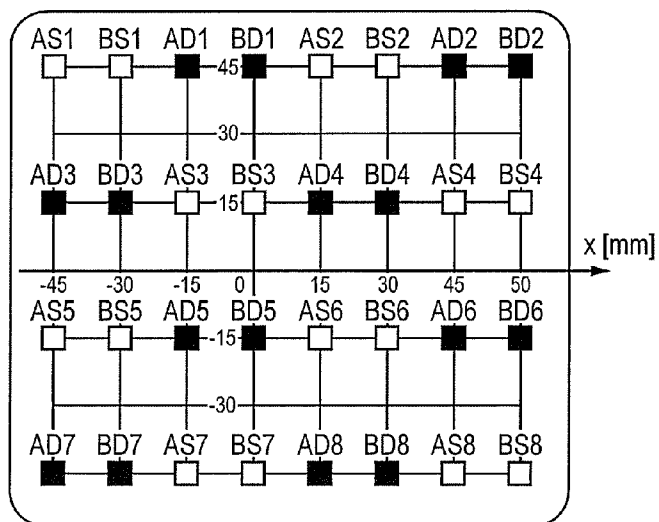 AS1 BS1 AD1 BD1 AS2 BS2 AD2 BD2
45
30
AD3 BD3 AS3 BS3 AD4 BD4 AS4 BS4
15
x [mm]
-45 -30 -15 0 15 30 45 50
AS5 BS5 AD5 BD5 AS6 BS6 AD6 BD6
-15
-30
AD7 BD7 AS7 BS7 AD8 BD8 AS8 BS8